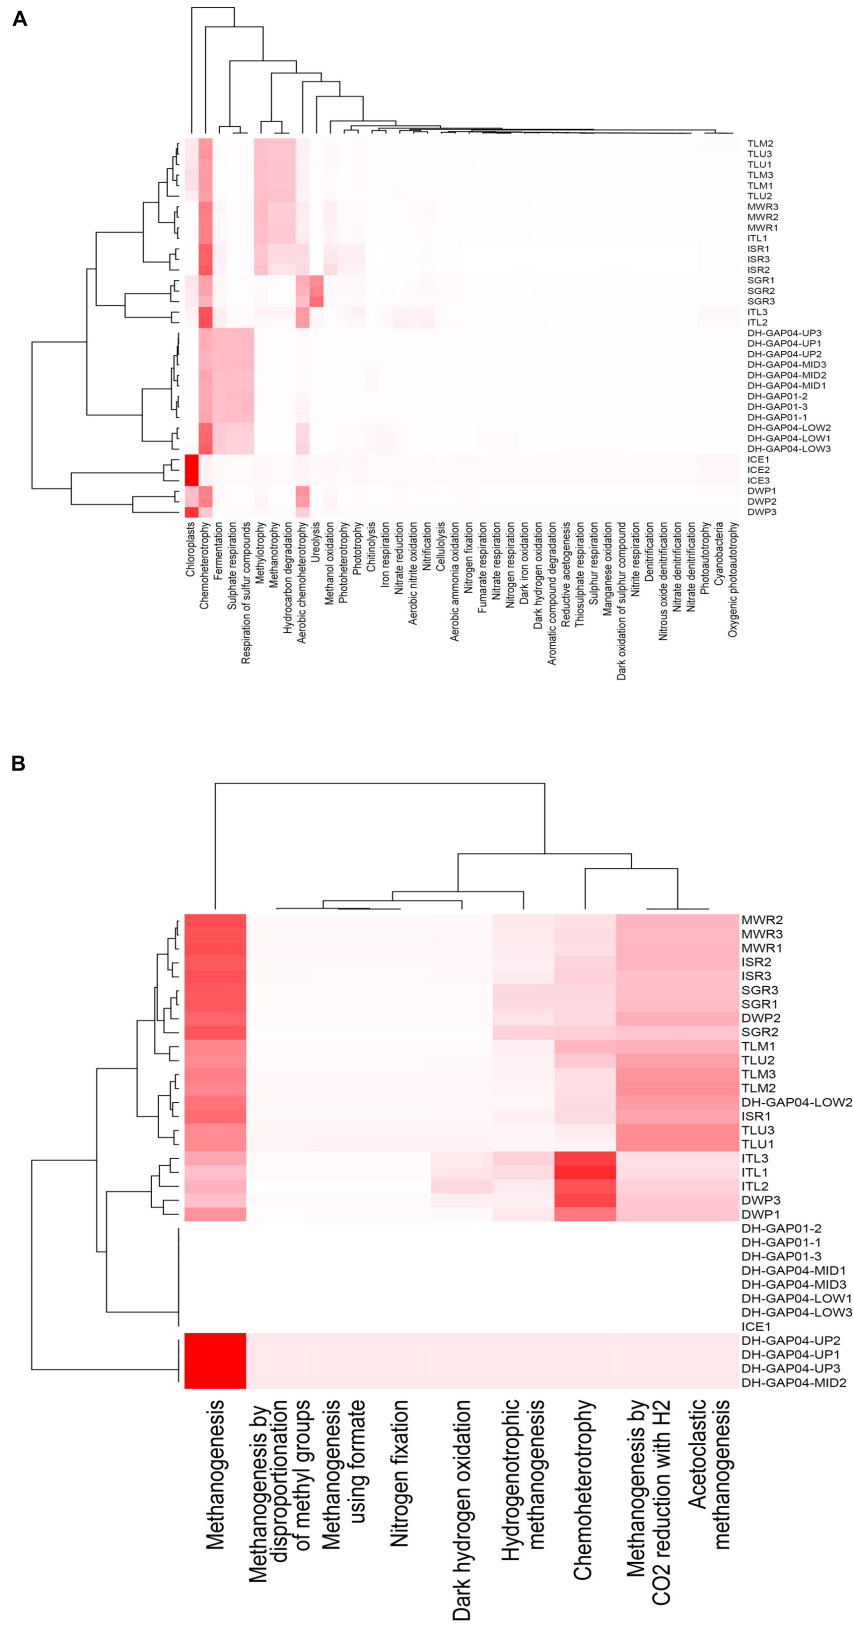 A
TLM2
TLU3
TLU1
TLM3
TLM1
TLU2
MWR3
MWR2
MWR1
ITL1
ISR1
ISR3
ISR2
SGR1
SGR2
SGR3
ITL3
ITL2
DH-GAP04-UP3
DH-GAP04-UP1
DH-GAP04-UP2
DH-GAP04-MID3
DH-GAP04-MID2
DH-GAP04-MID1
DH-GAP01-2
DH-GAP01-3
DH-GAP01-1
DH-GAP04-LOW2
DH-GAP04-LOW1
DH-GAP04-LOW3
ICE1
ICE2
ICE3
DWP1
DWP2
DWP3
Chloroplasts
Chemoheterotrophy
Fermentation
Sulphate respiration
Respiration of sulfur compounds
Methylotrophy
Methanotrophy
Hydrocarbon degradation
Aerobic chemoheterotrophy
Ureolysis
Methanol oxidation
Photoheterotrophy
Phototrophy
Chitinolysis
Iron respiration
Nitrate reduction
Aerobic nitrite oxidation
Nitrification
Cellulolysis
Aerobic ammonia oxidation
Nitrogen fixation
Fumarate respiration
Nitrate respiration
Nitrogen respiration
Dark iron oxidation
Dark hydrogen oxidation
Aromatic compound degradation
Reductive acetogenesis
Thiosulphate respiration
Sulphur respiration
Manganese oxidation
Dark oxidation of sulphur compound
Nitrite respiration
Denitrification
Nitrous oxide denitrification
Nitrate denitrification
Nitrate denitrification
Photoautotrophy
Cyanobacteria
Oxygenic photoautotrophy
B
MWR2
MWR3
MWR1
ISR2
ISR3
SGR3
SGR1
DWP2
SGR2
TLM1
TLU2
TLM3
TLM2
DH-GAP04-LOW2
ISR1
TLU3
TLU1
ITL3
ITL1
ITL2
DWP3
DWP1
DH-GAP01-2
DH-GAP01-1
DH-GAP01-3
DH-GAP04-MID1
DH-GAP04-MID3
DH-GAP04-LOW1
DH-GAP04-LOW3
ICE1
DH-GAP04-UP2
DH-GAP04-UP1
DH-GAP04-UP3
DH-GAP04-MID2
Methanogenesis
Methanogenesis by
disproportionation
of methyl groups
Methanogenesis
using formate
Nitrogen fixation
Dark hydrogen oxidation
Hydrogenotrophic
methanogenesis
Chemoheterotrophy
Methanogenesis by
CO2 reduction with H2
Acetoclastic
methanogenesis